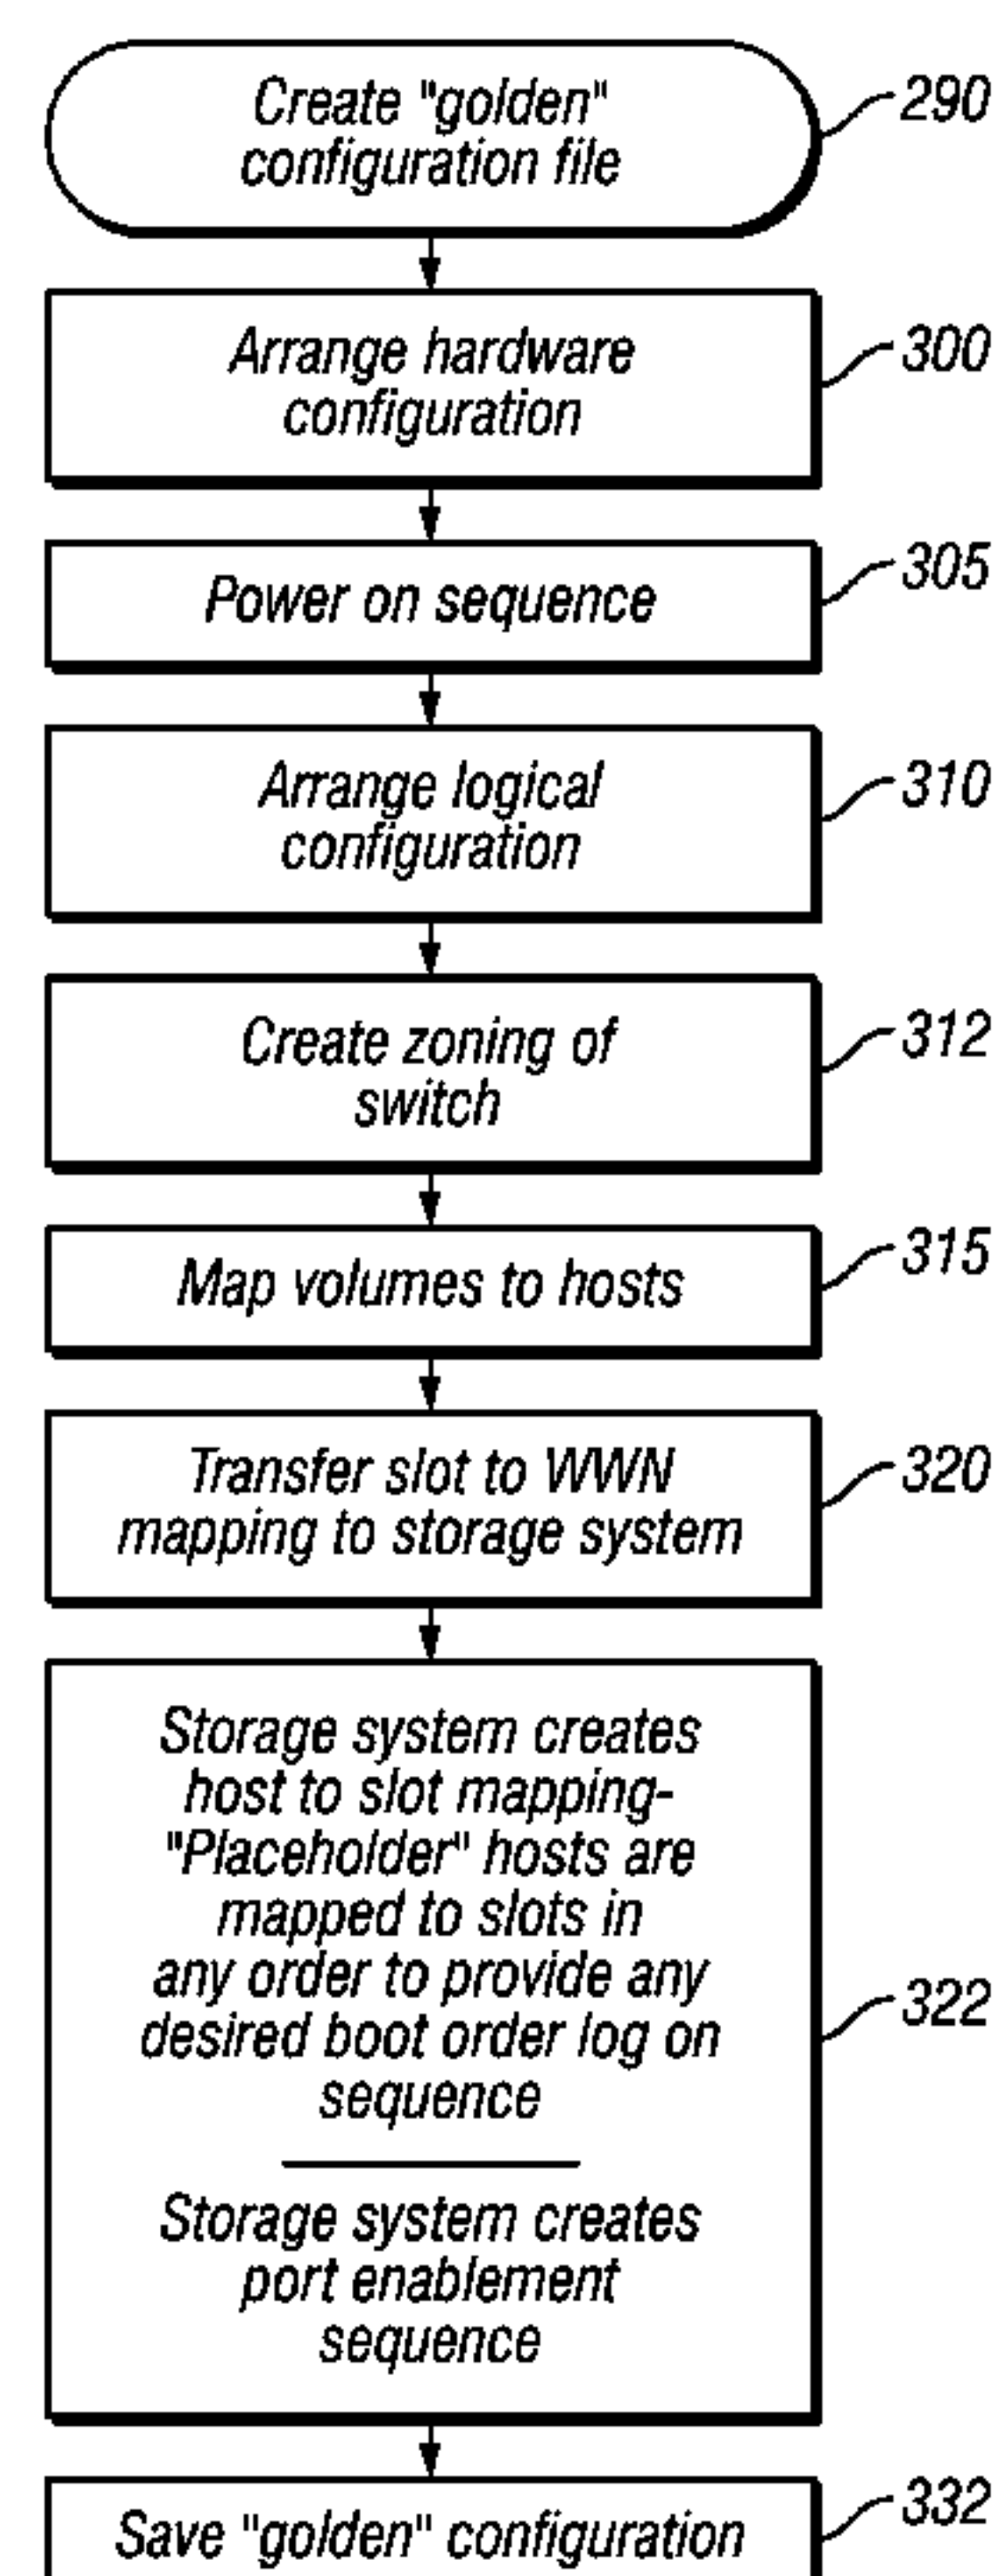 Create "golden"
configuration file
290
Arrange hardware
configuration
300
Power on sequence
305
Arrange logical
configuration
310
Create zoning of
switch
312
Map volumes to hosts
315
Transfer slot to WWN
mapping to storage system
320
Storage system creates
host to slot mapping-
"Placeholder" hosts are
mapped to slots in
any order to provide any
desired boot order log on
sequence
Storage system creates
port enablement
sequence
322
Save "golden" configuration
332